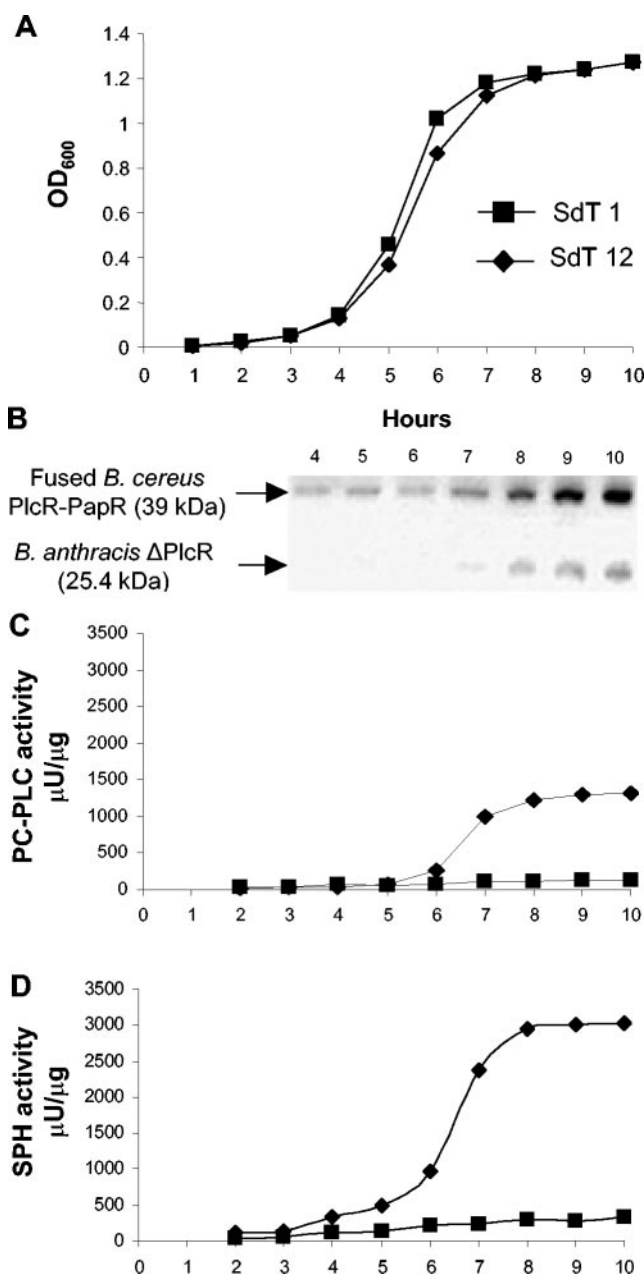 A
1.4
1.2
1
0.8
0.6
0.4
0.2
0
OD600
SdT 1
SdT 12
0 1 2 3 4 5 6 7 8 9 10
Hours
B
4 5 6 7 8 9 10
Fused B. cereus
PlcR-PapR (39 kDa)
B. anthracis ΔPlcR
(25.4 kDa)
C
3500
3000
2500
2000
1500
1000
500
0
PC-PLC activity
µU/µg
0 1 2 3 4 5 6 7 8 9 10
D
3500
3000
2500
2000
1500
1000
500
0
SPH activity
µU/µg
0 1 2 3 4 5 6 7 8 9 10